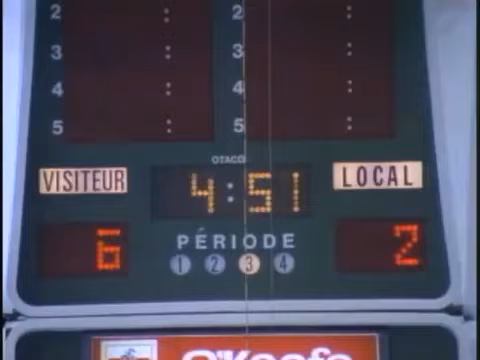 2 : 2 :
3 : 3 :
4 : 4 :
5 : 5 :
OTACO
VISITEUR 4:51 LOCAL
6 PÉRIODE 2
1 2 3 4
O'Keefe